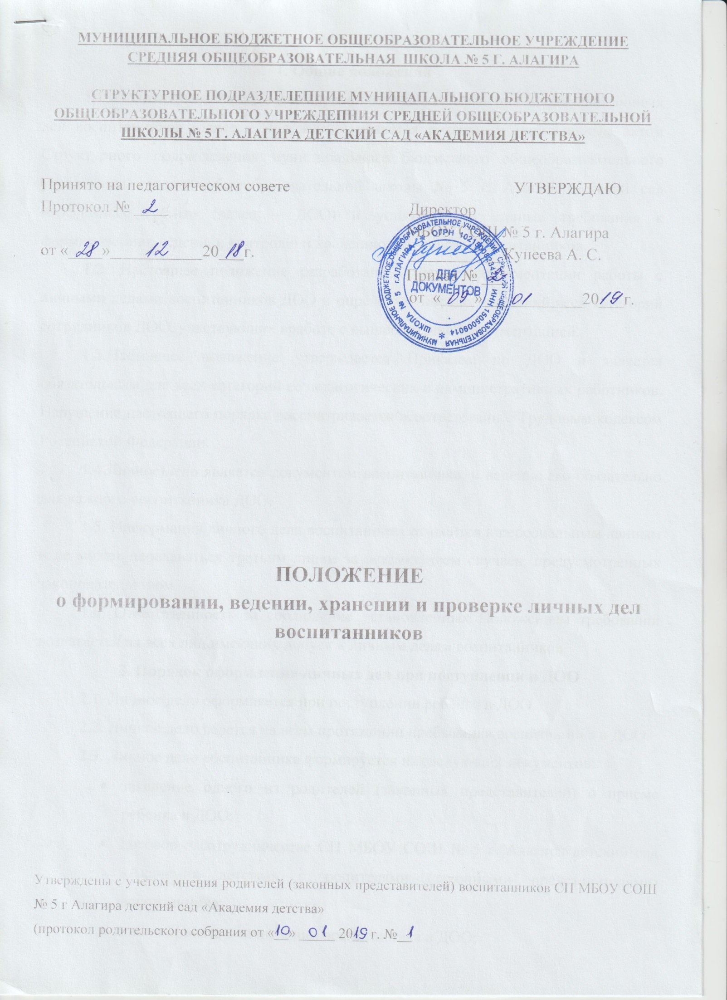 МУНИЦИПАЛЬНОЕ БЮДЖЕТНОЕ ОБЩЕОБРАЗОВАТЕЛЬНОЕ УЧРЕЖДЕНИЕ
СРЕДНЯЯ ОБЩЕОБРАЗОВАТЕЛЬНАЯ ШКОЛА № 5 Г. АЛАГИРА
СТРУКТУРНОЕ ПОДРАЗДЕЛЕПНИЕ МУНИЦАПАЛЬНОГО БЮДЖЕТНОГО
ОБЩЕОБРАЗОВАТЕЛЬНОГО УЧРЕЖДЕПНИЯ СРЕДНЕЙ ОБЩЕОБРАЗОВАТЕЛЬНОЙ
ШКОЛЫ № 5 Г. АЛАГИРА ДЕТСКИЙ САД «АКАДЕМИЯ ДЕТСТВА»
Принято на педагогическом совете
Протокол № 2
от «28» 12 2018г.
УТВЕРЖДАЮ
Директор
МБОУ СОШ № 5 г. Алагира
Купеева А. С.
Приказ №
от «09» 01 2019г.
МУНИЦИПАЛЬНОЕ БЮДЖЕТНОЕ ОБЩЕОБРАЗОВАТЕЛЬНОЕ УЧРЕЖДЕНИЕ СРЕДНЯЯ ОБЩЕОБРАЗОВАТЕЛЬНАЯ
ШКОЛА № 5 г.АЛАГИРА * ОГРН ИНН 1505009014 *
ДЛЯ
ДОКУМЕНТОВ
ПОЛОЖЕНИЕ
о формировании, ведении, хранении и проверке личных дел
воспитанников
Утверждены с учетом мнения родителей (законных представителей) воспитанников СП МБОУ СОШ
№ 5 г Алагира детский сад «Академия детства»
(протокол родительского собрания от «10» 01 2019 г. № 1